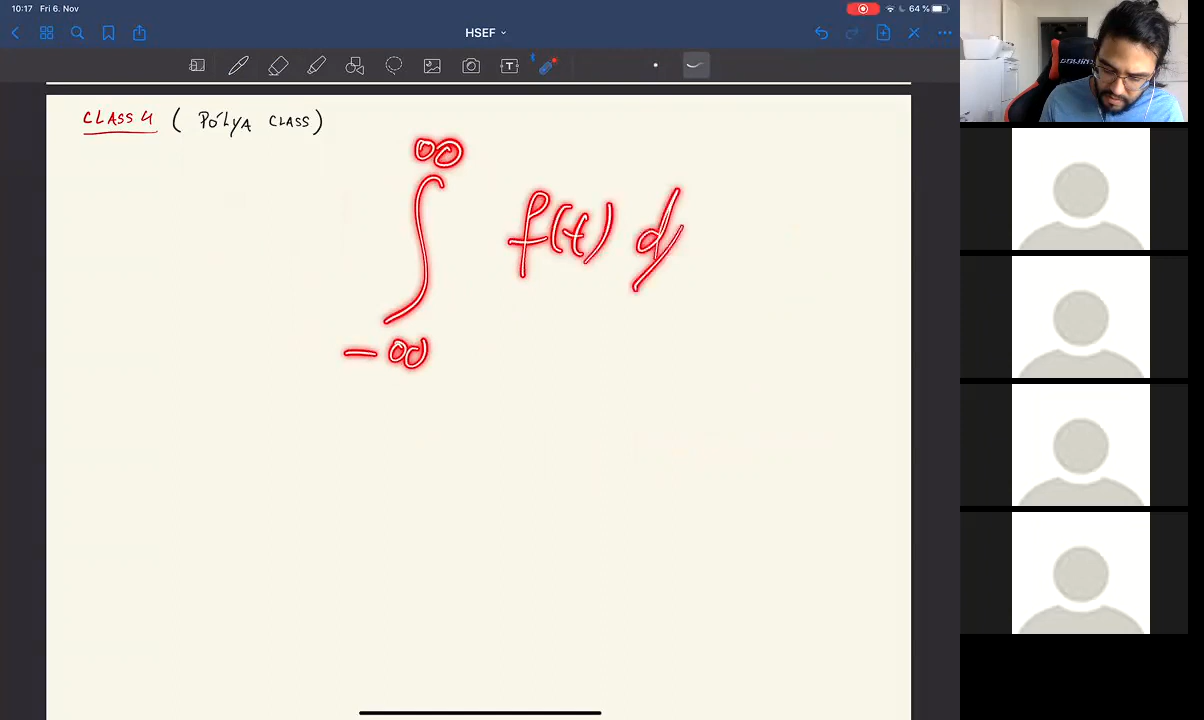 10:17 Fri 6. Nov
64 %
HSEF
CLASS 4 ( PÓLYA CLASS)
∞
∫ f(t) d
-∞